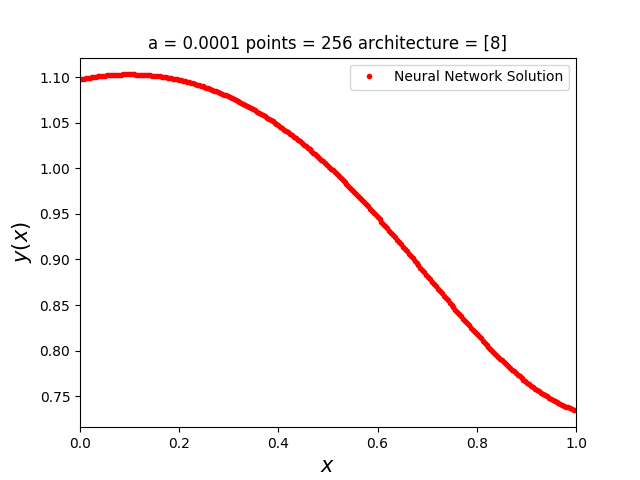 a = 0.0001 points = 256 architecture = [8]
Neural Network Solution
1.10
1.05
1.00
0.95
0.90
0.85
0.80
0.75
y(x)
0.0 0.2 0.4 0.6 0.8 1.0
x